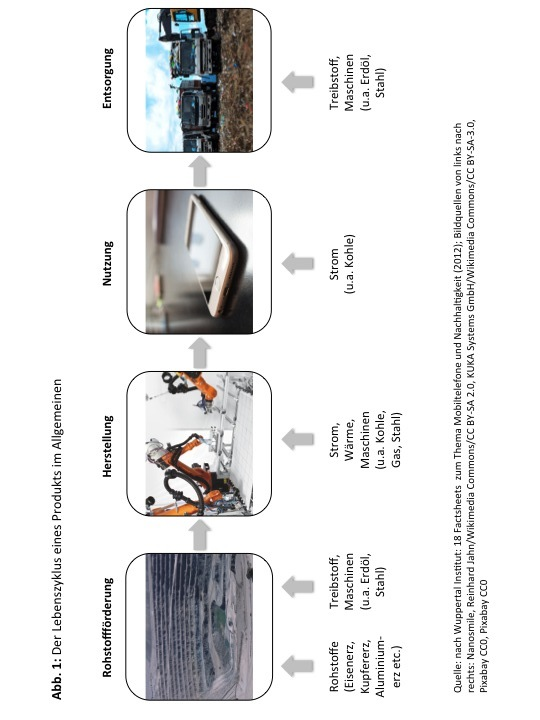 Abb. 1: Der Lebenszyklus eines Produkts im Allgemeinen
Rohstoffförderung
Herstellung
Nutzung
Entsorgung
Rohstoffe
(Eisenerz,
Kupfererz,
Aluminium-
erz etc.)
Treibstoff,
Maschinen
(u.a. Erdöl,
Stahl)
Strom,
Wärme,
Maschinen
(u.a. Kohle,
Gas, Stahl)
Strom
(u.a. Kohle)
Treibstoff,
Maschinen
(u.a. Erdöl,
Stahl)
Quelle: nach Wuppertal Institut: 18 Factsheets zum Thema Mobiltelefone und Nachhaltigkeit (2012); Bildquellen von links nach
rechts: Nanosmile, Reinhard Jahn/Wikimedia Commons/CC BY-SA 2.0, KUKA Systems GmbH/Wikimedia Commons/CC BY-SA-3.0,
Pixabay CC0, Pixabay CC0